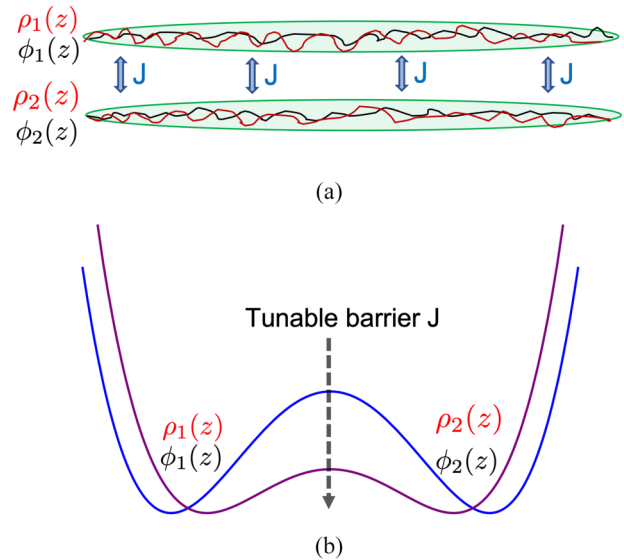 ρ₁(z)
ϕ₁(z)
J J J J
ρ₂(z)
ϕ₂(z)
(a)
Tunable barrier J
ρ₁(z) ρ₂(z)
ϕ₁(z) ϕ₂(z)
(b)